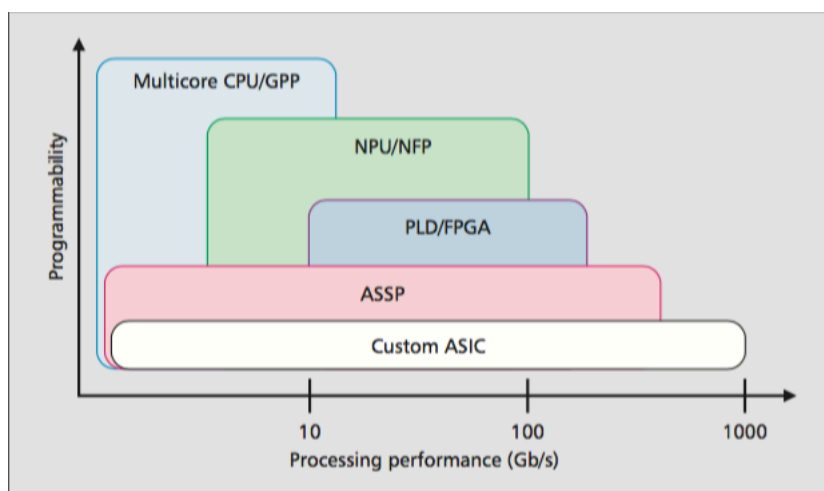 Multicore CPU/GPP
NPU/NFP
PLD/FPGA
ASSP
Custom ASIC
Programmability
10
100
1000
Processing performance (Gb/s)